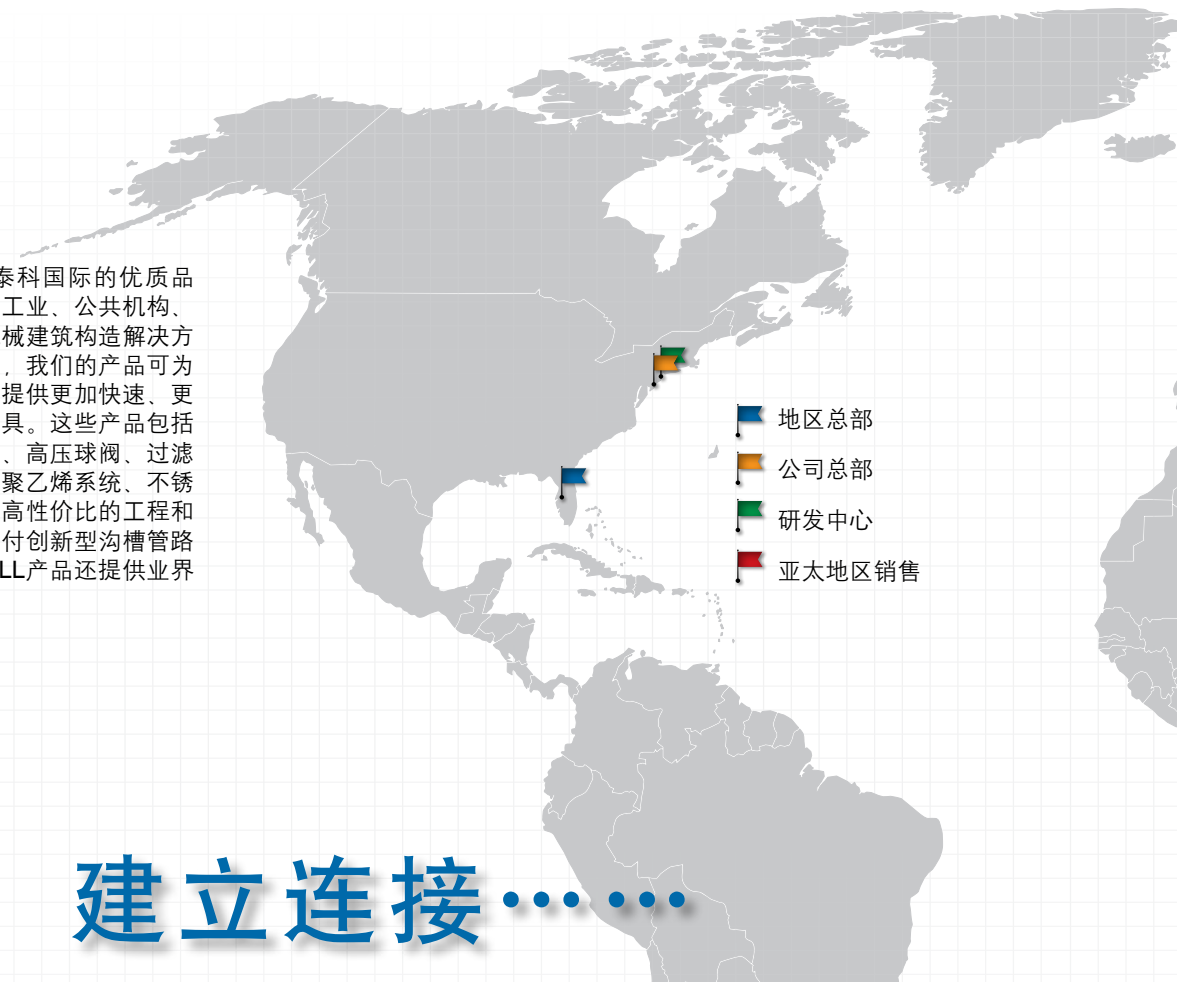 泰科国际的优质品
工业、公共机构、
械建筑构造解决方
，我们的产品可为
提供更加快速、更
具。这些产品包括
、高压球阀、过滤
聚乙烯系统、不锈
高性价比的工程和
付创新型沟槽管路
LL产品还提供业界
地区总部
公司总部
研发中心
亚太地区销售
建立连接… …